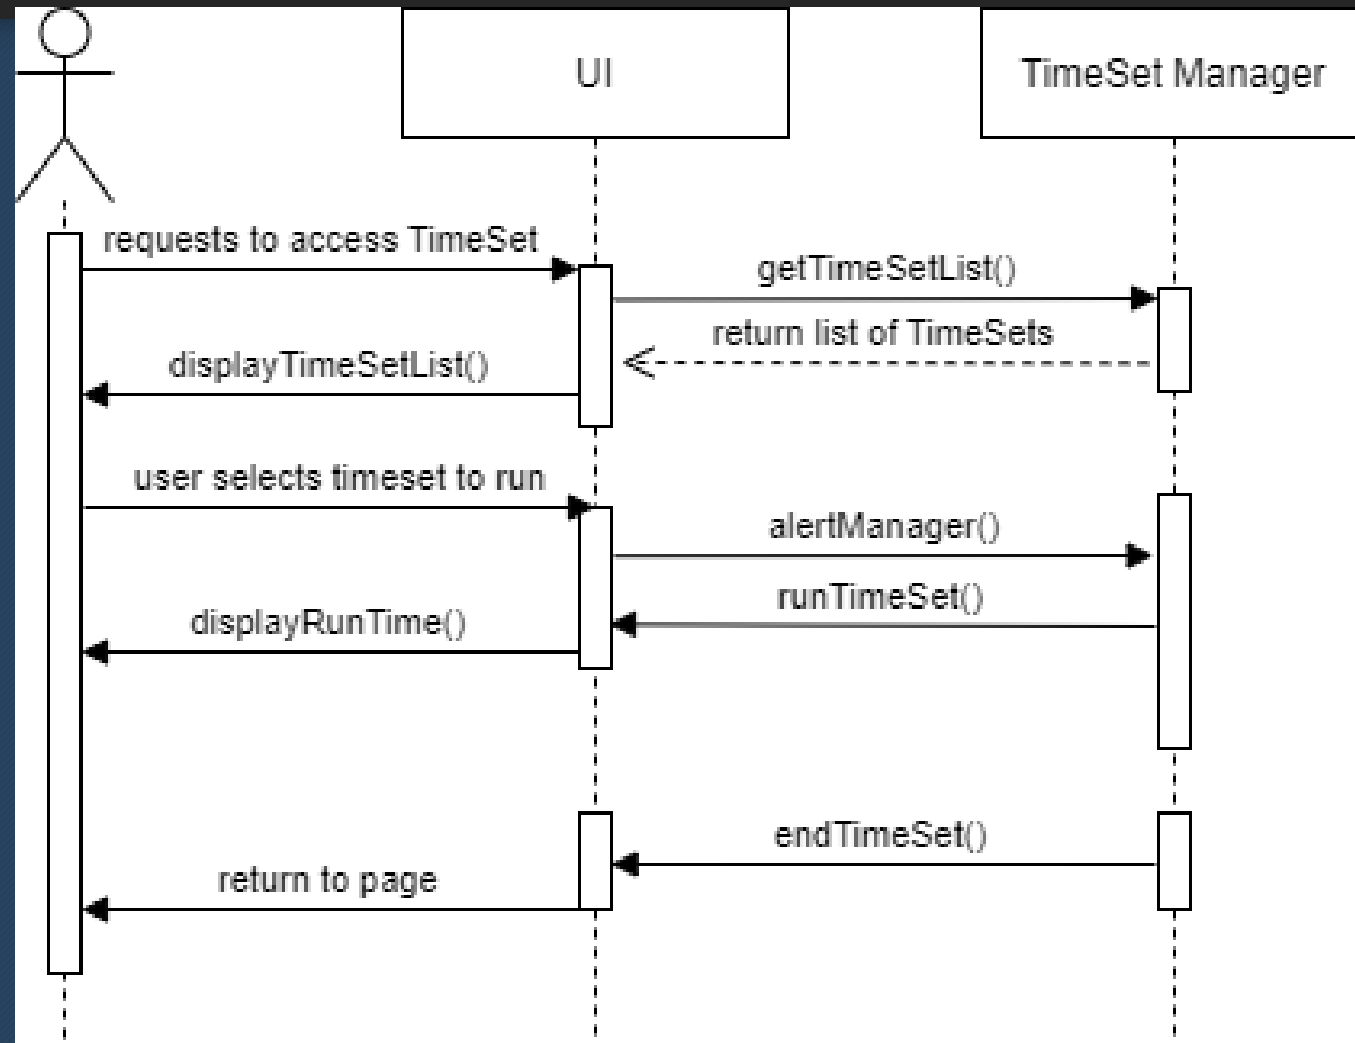 UI
TimeSet Manager
requests to access TimeSet
getTimeSetList()
return list of TimeSets
displayTimeSetList()
user selects timeset to run
alertManager()
runTimeSet()
displayRunTime()
endTimeSet()
return to page